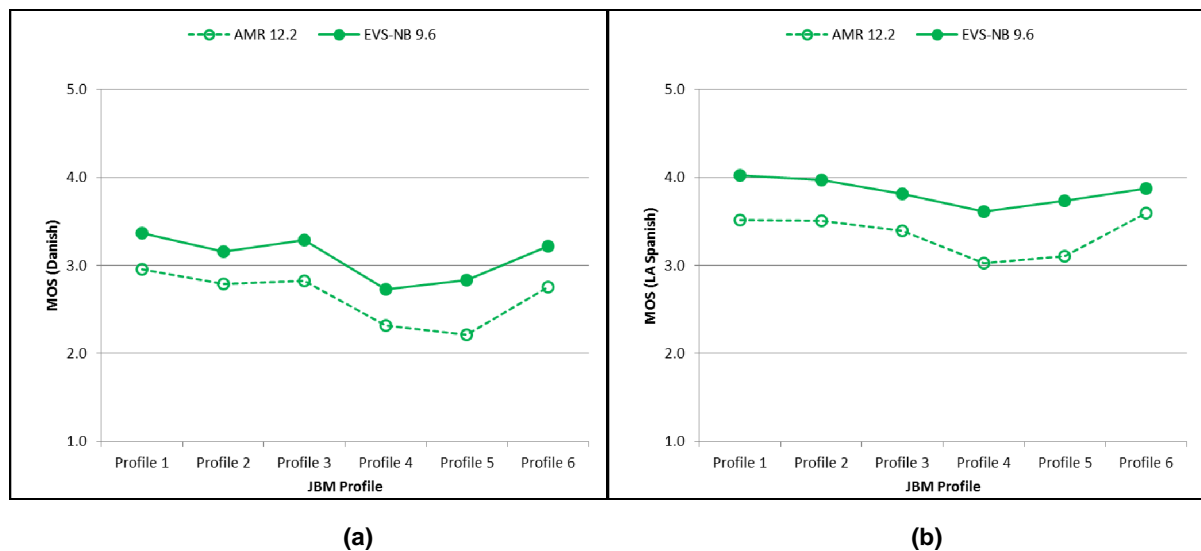 AMR 12.2 EVS-NB 9.6
5.0
4.0
3.0
2.0
1.0
MOS (Danish)
Profile 1 Profile 2 Profile 3 Profile 4 Profile 5 Profile 6
JBM Profile
(a)
AMR 12.2 EVS-NB 9.6
5.0
4.0
3.0
2.0
1.0
MOS (LA Spanish)
Profile 1 Profile 2 Profile 3 Profile 4 Profile 5 Profile 6
JBM Profile
(b)